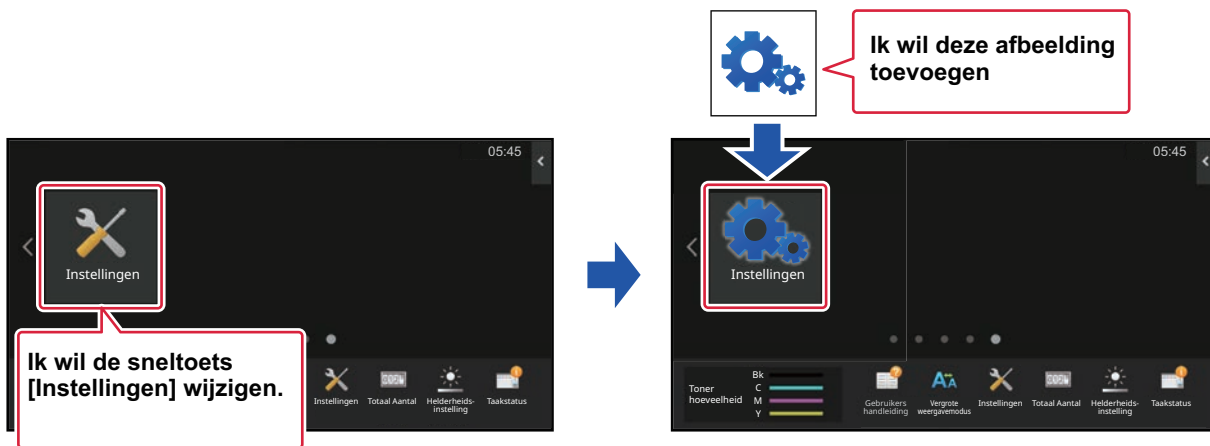 Ik wil deze afbeelding
toevoegen
05:45
Instellingen
Ik wil de sneltoets
[Instellingen] wijzigen.
Instellingen
Totaal Aantal
Helderheids-
instelling
Taakstatus
05:45
Instellingen
Toner
hoeveelheid
Bk
C
M
Y
Gebruikers
handleiding
Vergrote
weergavemodus
Instellingen
Totaal Aantal
Helderheids-
instelling
Taakstatus